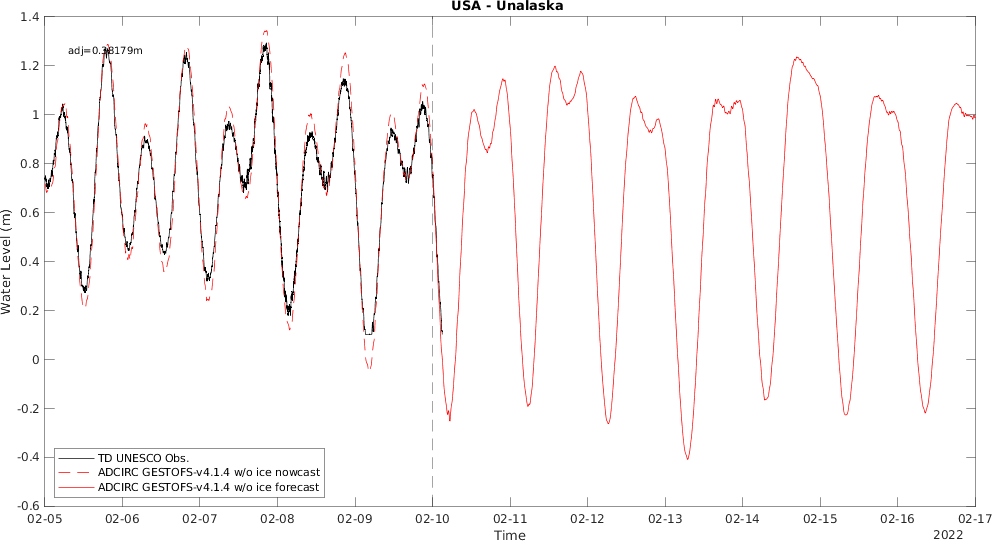 USA - Unalaska
adj=0.38179m
1.4
1.2
1
0.8
0.6
0.4
0.2
0
-0.2
-0.4
-0.6
Water Level (m)
TD UNESCO Obs.
ADCIRC GESTOFS-v4.1.4 w/o ice nowcast
ADCIRC GESTOFS-v4.1.4 w/o ice forecast
02-05 02-06 02-07 02-08 02-09 02-10 02-11 02-12 02-13 02-14 02-15 02-16 02-17
Time
2022